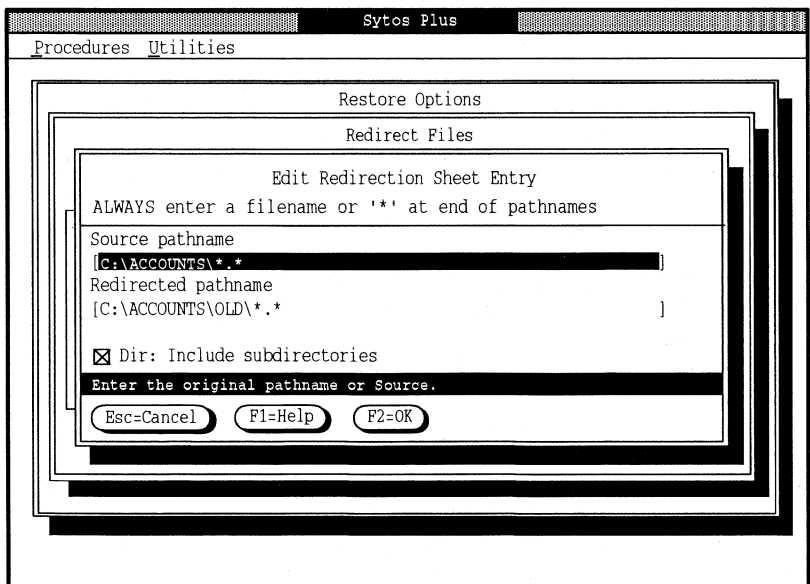 Sytos Plus
Procedures Utilities
Restore Options
Redirect Files
Edit Redirection Sheet Entry
ALWAYS enter a filename or '*' at end of pathnames
Source pathname
[C:\ACCOUNTS\*.* ]
Redirected pathname
[C:\ACCOUNTS\OLD\*.* ]
Dir: Include subdirectories
Enter the original pathname or Source.
Esc=Cancel F1=Help F2=OK